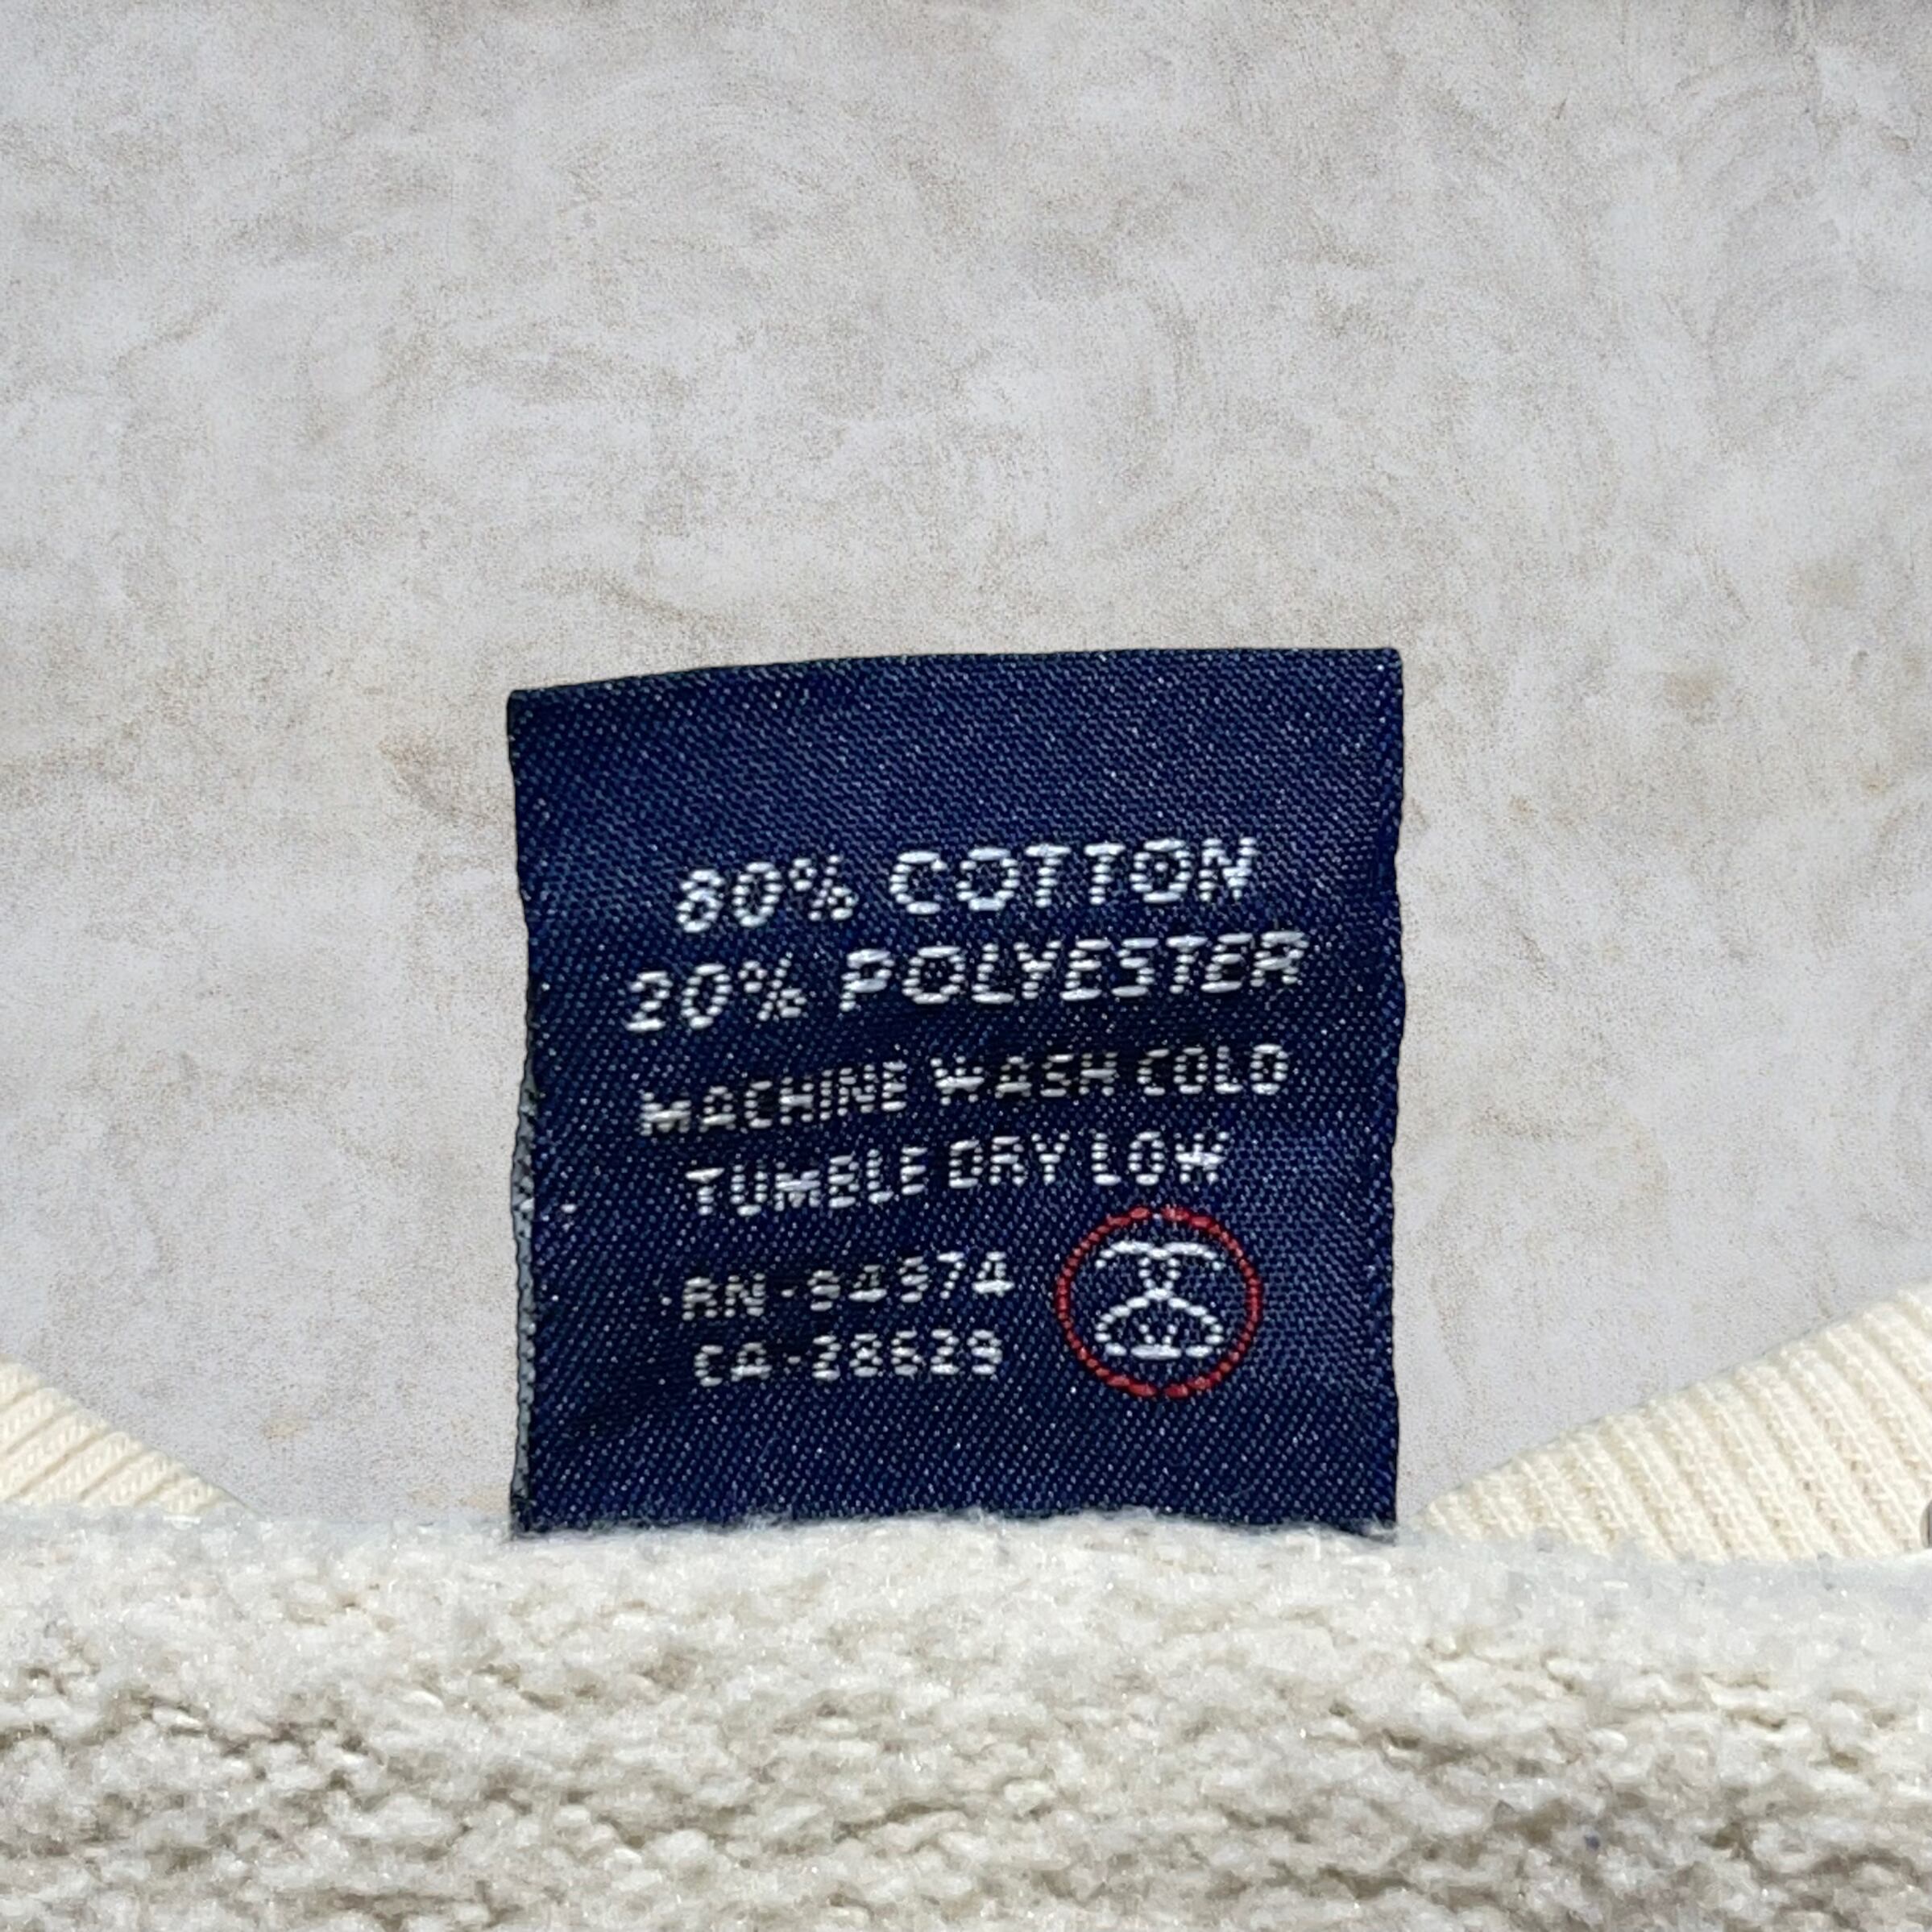 80% COTTON
20% POLYESTER
MACHINE WASH COLD
TUMBLE DRY LOW
RN-94974
CA-28629